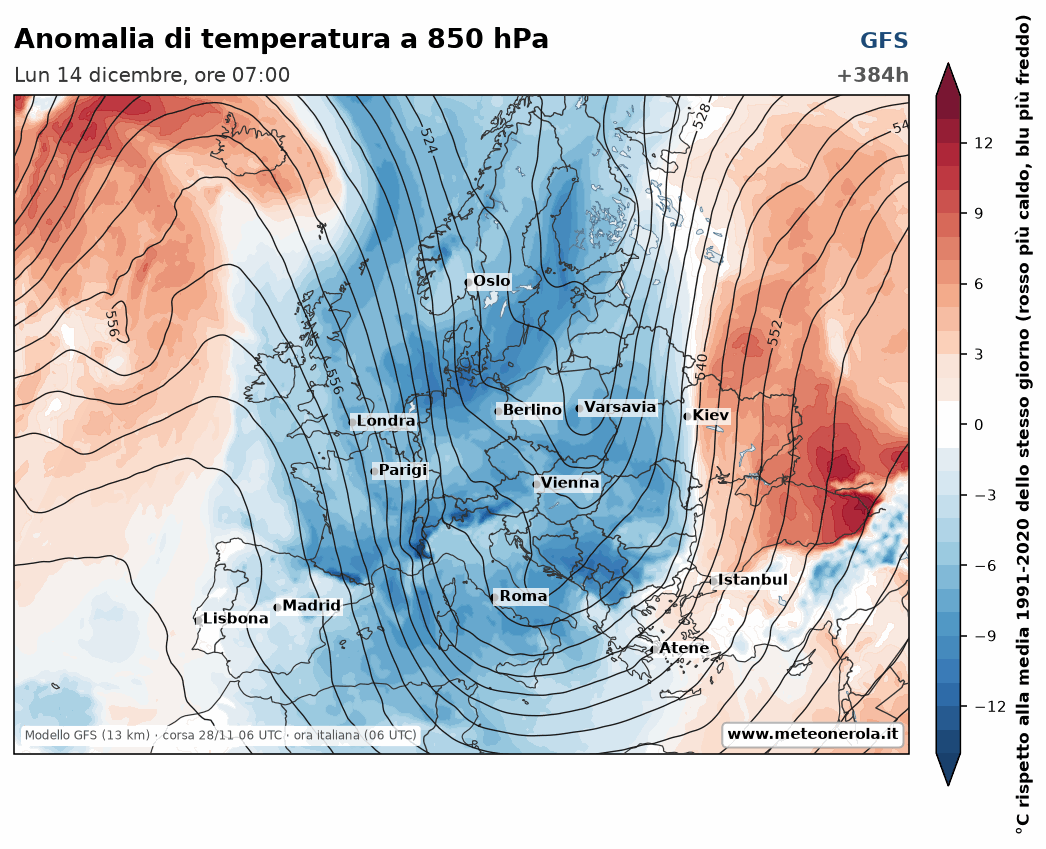 Anomalia di temperatura a 850 hPa
GFS
Lun 14 dicembre, ore 07:00
+384h
528
54
524
556
552
556
540
Oslo
Berlino
Varsavia
Kiev
Londra
Parigi
Vienna
Istanbul
Roma
Madrid
Lisbona
Atene
Modello GFS (13 km) · corsa 28/11 06 UTC · ora italiana (06 UTC)
www.meteonerola.it
12
9
6
3
0
−3
−6
−9
−12
°C rispetto alla media 1991-2020 dello stesso giorno (rosso più caldo, blu più freddo)